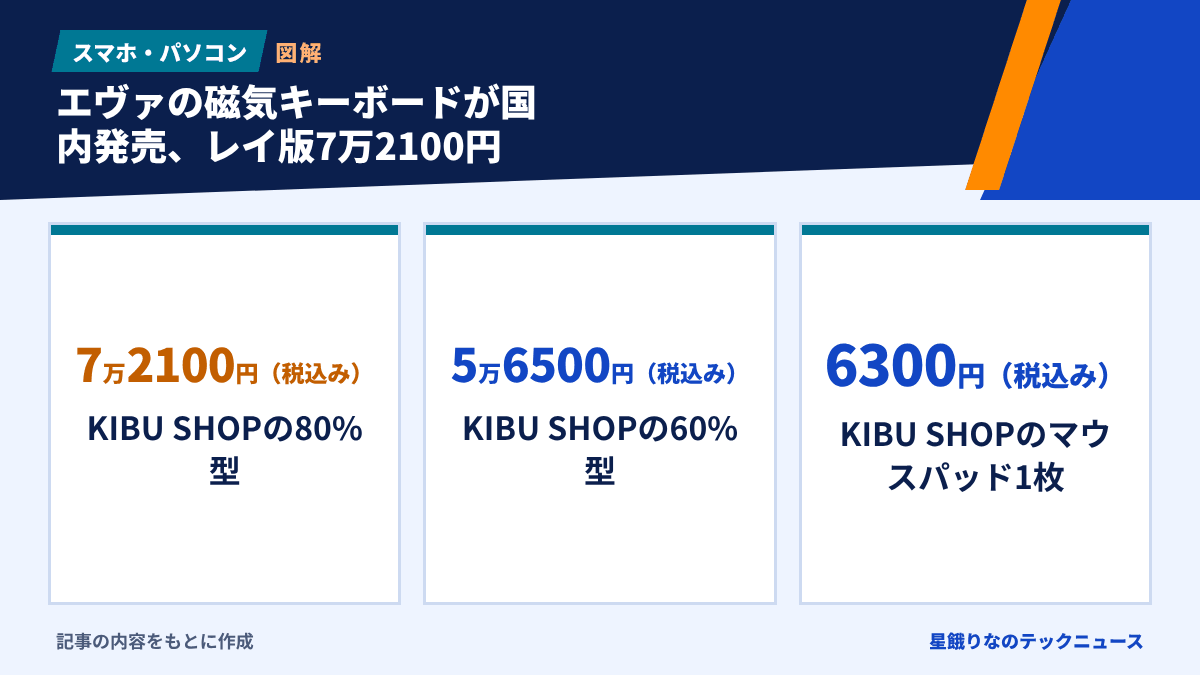 スマホ・パソコン 図解
エヴァの磁気キーボードが国
内発売、レイ版7万2100円
7万2100円（税込み）
KIBU SHOPの80%
型
5万6500円（税込み）
KIBU SHOPの60%
型
6300円（税込み）
KIBU SHOPのマウ
スパッド1枚
記事の内容をもとに作成
星餓りなのテックニュース